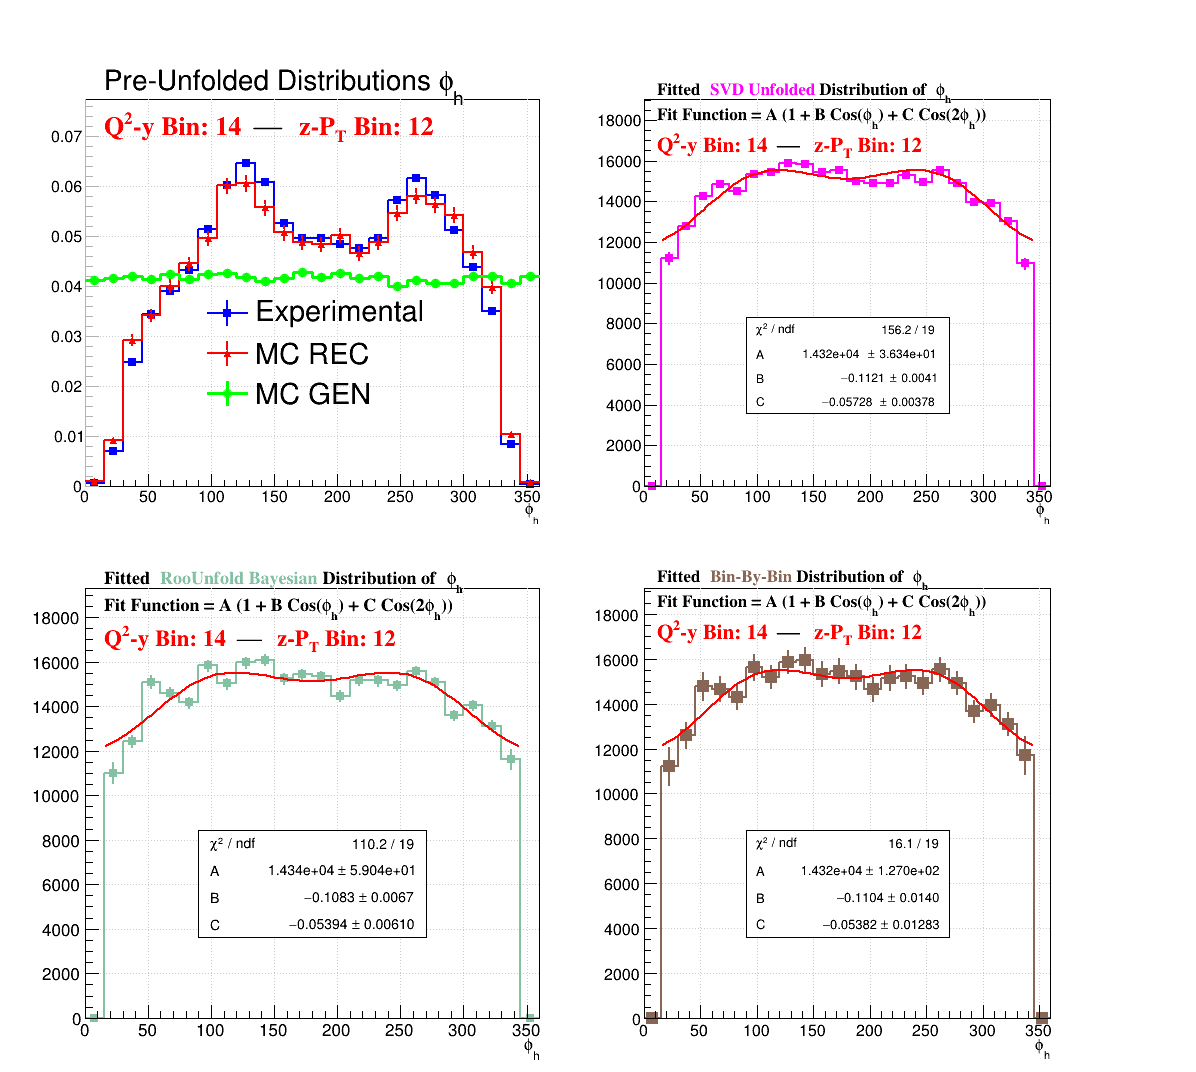 Pre-Unfolded Distributions ϕh
Q²-y Bin: 14 — z-PT Bin: 12
0.07
0.06
0.05
0.04
0.03
0.02
0.01
0
Experimental
MC REC
MC GEN
0 50 100 150 200 250 300 350
ϕh
Fitted SVD Unfolded Distribution of ϕh
Fit Function = A (1 + B Cos(ϕh) + C Cos(2ϕh))
Q²-y Bin: 14 — z-PT Bin: 12
18000
16000
14000
12000
10000
8000
6000
4000
2000
0
χ² / ndf 156.2 / 19
A 1.432e+04 ± 3.634e+01
B −0.1121 ± 0.0041
C −0.05728 ± 0.00378
0 50 100 150 200 250 300 350
ϕh
Fitted RooUnfold Bayesian Distribution of ϕh
Fit Function = A (1 + B Cos(ϕh) + C Cos(2ϕh))
Q²-y Bin: 14 — z-PT Bin: 12
18000
16000
14000
12000
10000
8000
6000
4000
2000
0
χ² / ndf 110.2 / 19
A 1.434e+04 ± 5.904e+01
B −0.1083 ± 0.0067
C −0.05394 ± 0.00610
0 50 100 150 200 250 300 350
ϕh
Fitted Bin-By-Bin Distribution of ϕh
Fit Function = A (1 + B Cos(ϕh) + C Cos(2ϕh))
Q²-y Bin: 14 — z-PT Bin: 12
18000
16000
14000
12000
10000
8000
6000
4000
2000
0
χ² / ndf 16.1 / 19
A 1.432e+04 ± 1.270e+02
B −0.1104 ± 0.0140
C −0.05382 ± 0.01283
0 50 100 150 200 250 300 350
ϕh